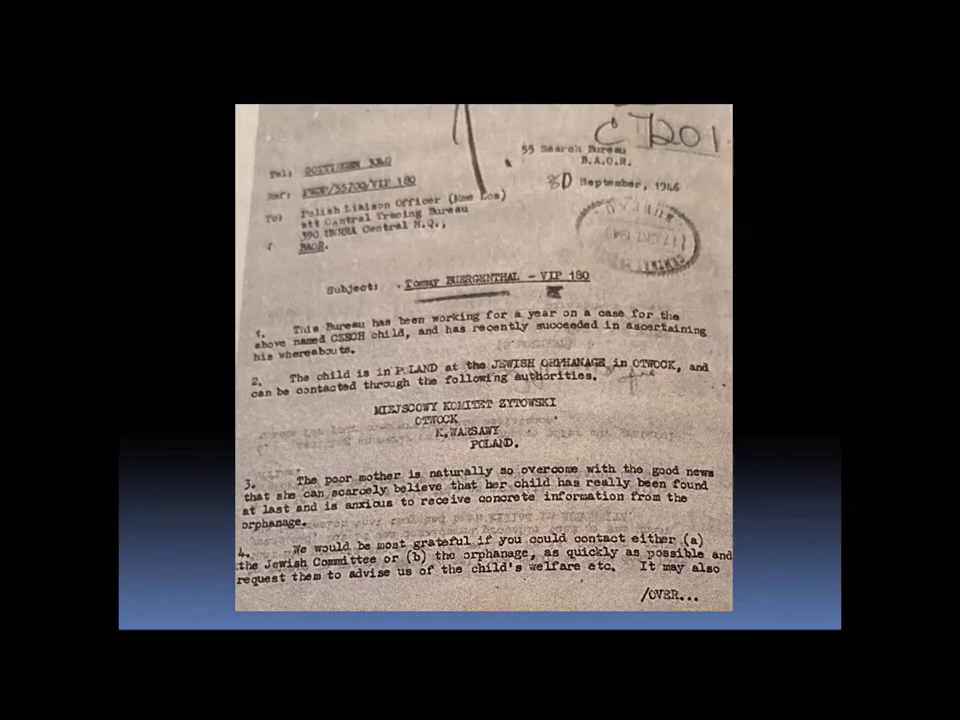 C 7201
33 Search Bureau
B.A.O.R.
30 September, 1946
Tel: GOTTINGEN
Ref: /55700/VIP 180
To: Polish Liaison Officer (Mme Los)
att Central Tracing Bureau
390 UNRRA Central H.Q.,
BAOR.
Subject: Tommy BUERGENTHAL - VIP 180
1. This Bureau has been working for a year on a case for the
above named CZECH child, and has recently succeeded in ascertaining
his whereabouts.
2. The child is in POLAND at the JEWISH ORPHANAGE in OTWOCK, and
can be contacted through the following authorities.
MIEJSCOWY KOMITET ZYTOWSKI
OTWOCK
K.WARSAWY
POLAND.
3. The poor mother is naturally so overcome with the good news
that she can scarcely believe that her child has really been found
at last and is anxious to receive concrete information from the
orphanage.
4. We would be most grateful if you could contact either (a)
the Jewish Committee or (b) the orphanage, as quickly as possible and
request them to advise us of the child's welfare etc. It may also
/OVER...